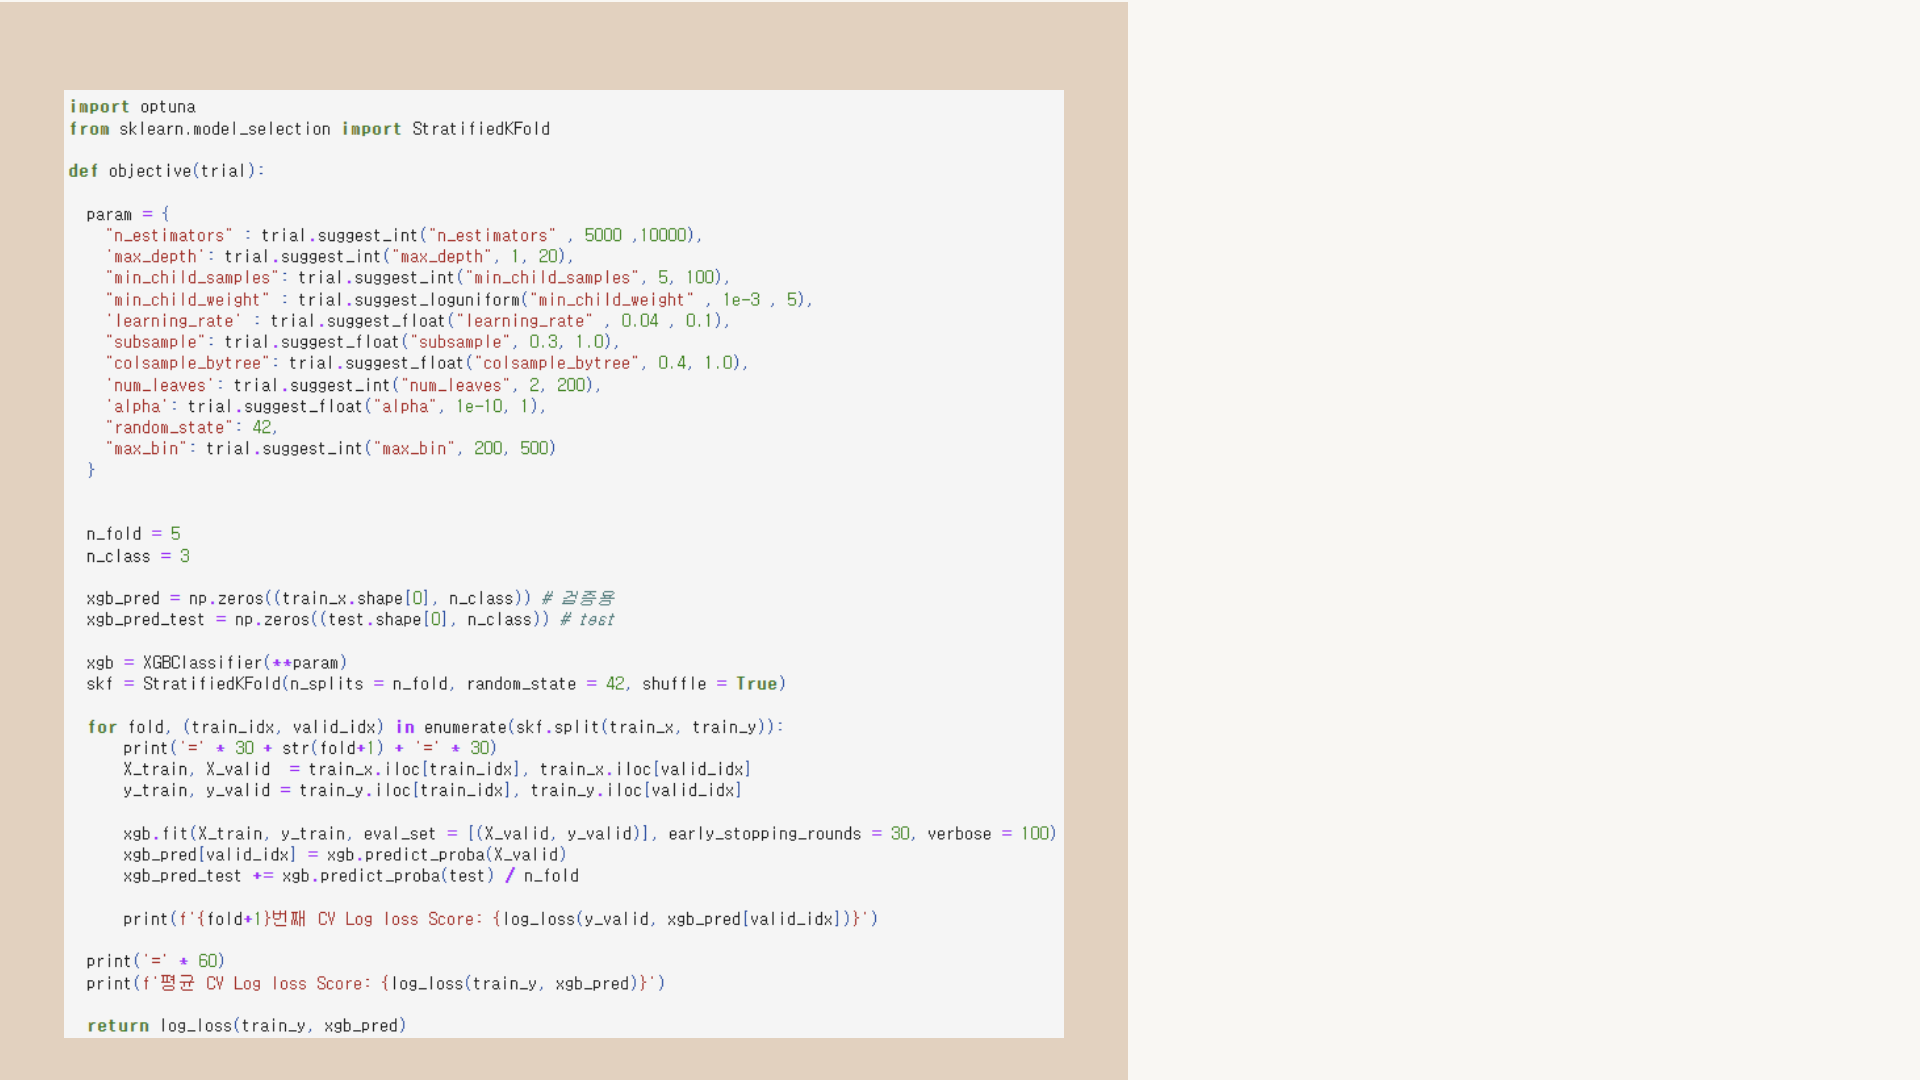 import optuna
from sklearn.model_selection import StratifiedKFold
def objective(trial):
param = {
"n_estimators" : trial.suggest_int("n_estimators" , 5000 ,10000),
'max_depth': trial.suggest_int("max_depth", 1, 20),
"min_child_samples": trial.suggest_int("min_child_samples", 5, 100),
"min_child_weight" : trial.suggest_loguniform("min_child_weight" , 1e-3 , 5),
'learning_rate' : trial.suggest_float("learning_rate" , 0.04 , 0.1),
"subsample": trial.suggest_float("subsample", 0.3, 1.0),
"colsample_bytree": trial.suggest_float("colsample_bytree", 0.4, 1.0),
'num_leaves': trial.suggest_int("num_leaves", 2, 200),
'alpha': trial.suggest_float("alpha", 1e-10, 1),
"random_state": 42,
"max_bin": trial.suggest_int("max_bin", 200, 500)
}
n_fold = 5
n_class = 3
xgb_pred = np.zeros((train_x.shape[0], n_class)) # 검증용
xgb_pred_test = np.zeros((test.shape[0], n_class)) # test
xgb = XGBClassifier(**param)
skf = StratifiedKFold(n_splits = n_fold, random_state = 42, shuffle = True)
for fold, (train_idx, valid_idx) in enumerate(skf.split(train_x, train_y)):
print('=' * 30 + str(fold+1) + '=' * 30)
X_train, X_valid  = train_x.iloc[train_idx], train_x.iloc[valid_idx]
y_train, y_valid = train_y.iloc[train_idx], train_y.iloc[valid_idx]
xgb.fit(X_train, y_train, eval_set = [(X_valid, y_valid)], early_stopping_rounds = 30, verbose = 100)
xgb_pred[valid_idx] = xgb.predict_proba(X_valid)
xgb_pred_test += xgb.predict_proba(test) / n_fold
print(f'{fold+1}번째 CV Log loss Score: {log_loss(y_valid, xgb_pred[valid_idx])}')
print('=' * 60)
print(f'평균 CV Log loss Score: {log_loss(train_y, xgb_pred)}')
return log_loss(train_y, xgb_pred)